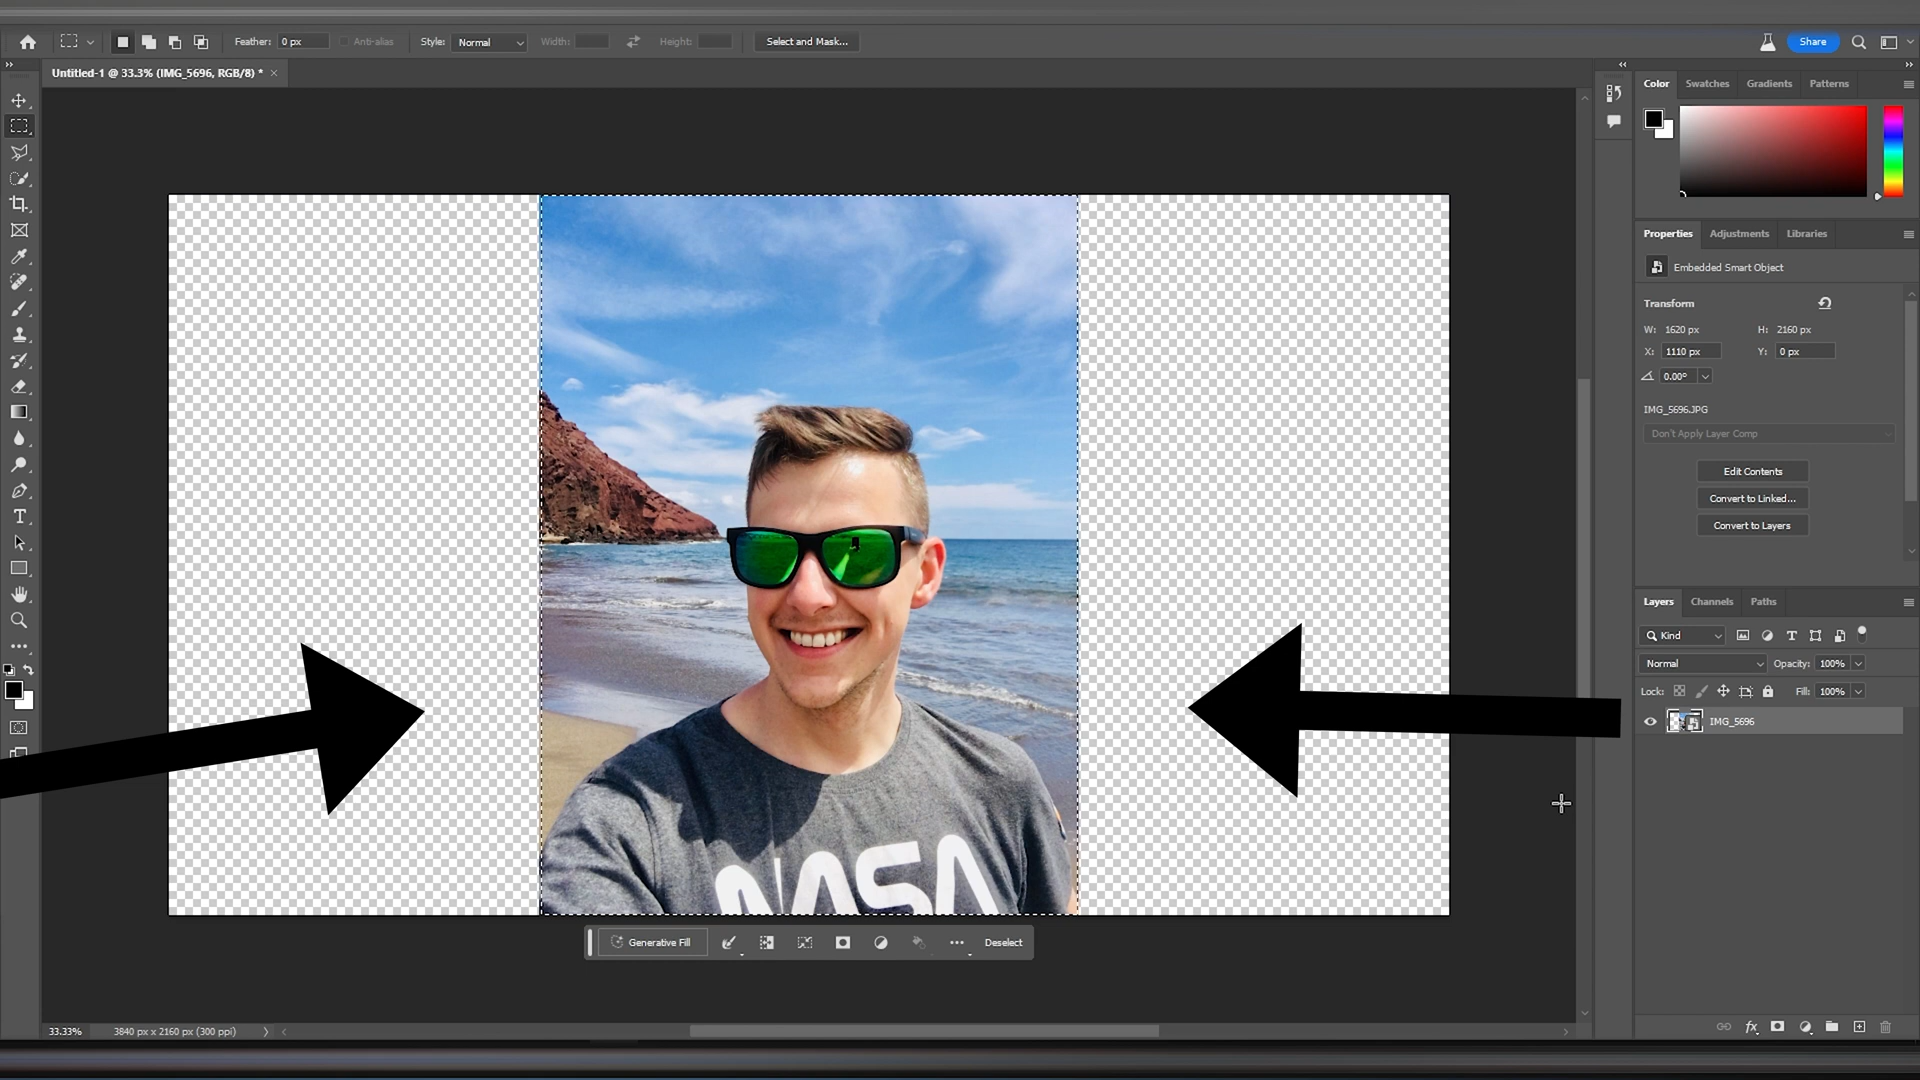 Feather: 0 px Anti-alias Style: Normal Width: Height: Select and Mask... Share
Untitled-1 @ 33.3% (IMG_5696, RGB/8) * ×
Color Swatches Gradients Patterns
Properties Adjustments Libraries
Embedded Smart Object
Transform
W: 1620 px H: 2160 px
X: 1110 px Y: 0 px
0.00°
IMG_5696.JPG
Don't Apply Layer Comp
Edit Contents
Convert to Linked...
Convert to Layers
Layers Channels Paths
Kind
Normal Opacity: 100%
Lock: Fill: 100%
IMG_5696
NASA
Generative Fill Deselect
33.33% 3840 px x 2160 px (300 ppi)